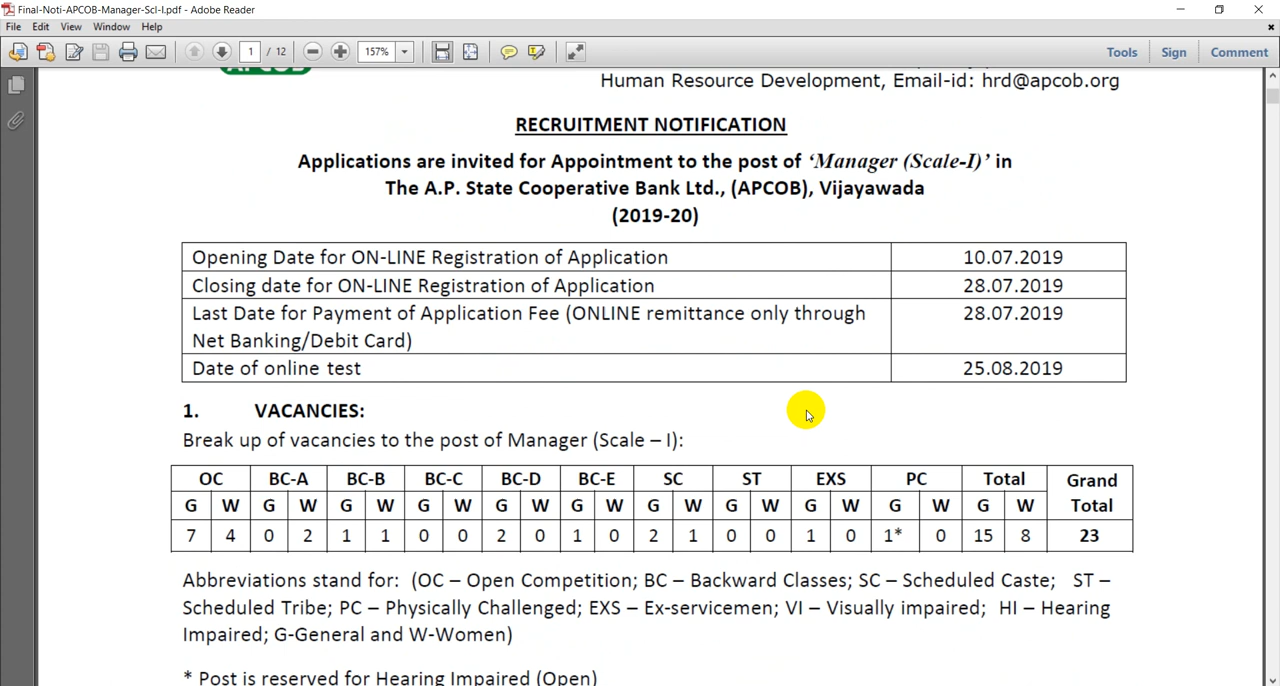 Final-Noti-APCOB-Manager-Scl-I.pdf - Adobe Reader
File Edit View Window Help
1 / 12 157% Tools Sign Comment
Human Resource Development, Email-id: hrd@apcob.org
RECRUITMENT NOTIFICATION
Applications are invited for Appointment to the post of ‘Manager (Scale-I)’ in
The A.P. State Cooperative Bank Ltd., (APCOB), Vijayawada
(2019-20)
Opening Date for ON-LINE Registration of Application 10.07.2019
Closing date for ON-LINE Registration of Application 28.07.2019
Last Date for Payment of Application Fee (ONLINE remittance only through 28.07.2019
Net Banking/Debit Card)
Date of online test 25.08.2019
1. VACANCIES:
Break up of vacancies to the post of Manager (Scale – I):
OC BC-A BC-B BC-C BC-D BC-E SC ST EXS PC Total Grand
G W G W G W G W G W G W G W G W G W G W G W Total
7 4 0 2 1 1 0 0 2 0 1 0 2 1 0 0 1 0 1* 0 15 8 23
Abbreviations stand for: (OC – Open Competition; BC – Backward Classes; SC – Scheduled Caste; ST –
Scheduled Tribe; PC – Physically Challenged; EXS – Ex-servicemen; VI – Visually impaired; HI – Hearing
Impaired; G-General and W-Women)
* Post is reserved for Hearing Impaired (Open)